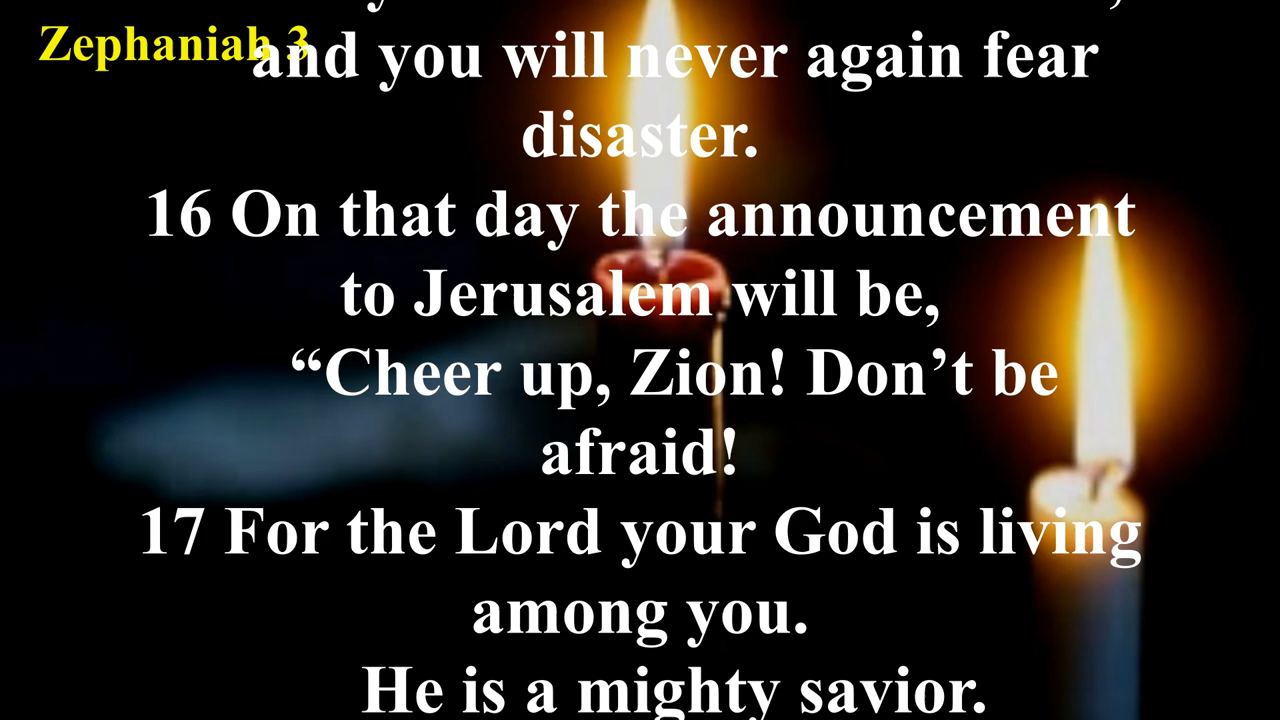 Zephaniah 3
and you will never again fear
disaster.
16 On that day the announcement
to Jerusalem will be,
“Cheer up, Zion! Don’t be
afraid!
17 For the Lord your God is living
among you.
He is a mighty savior.